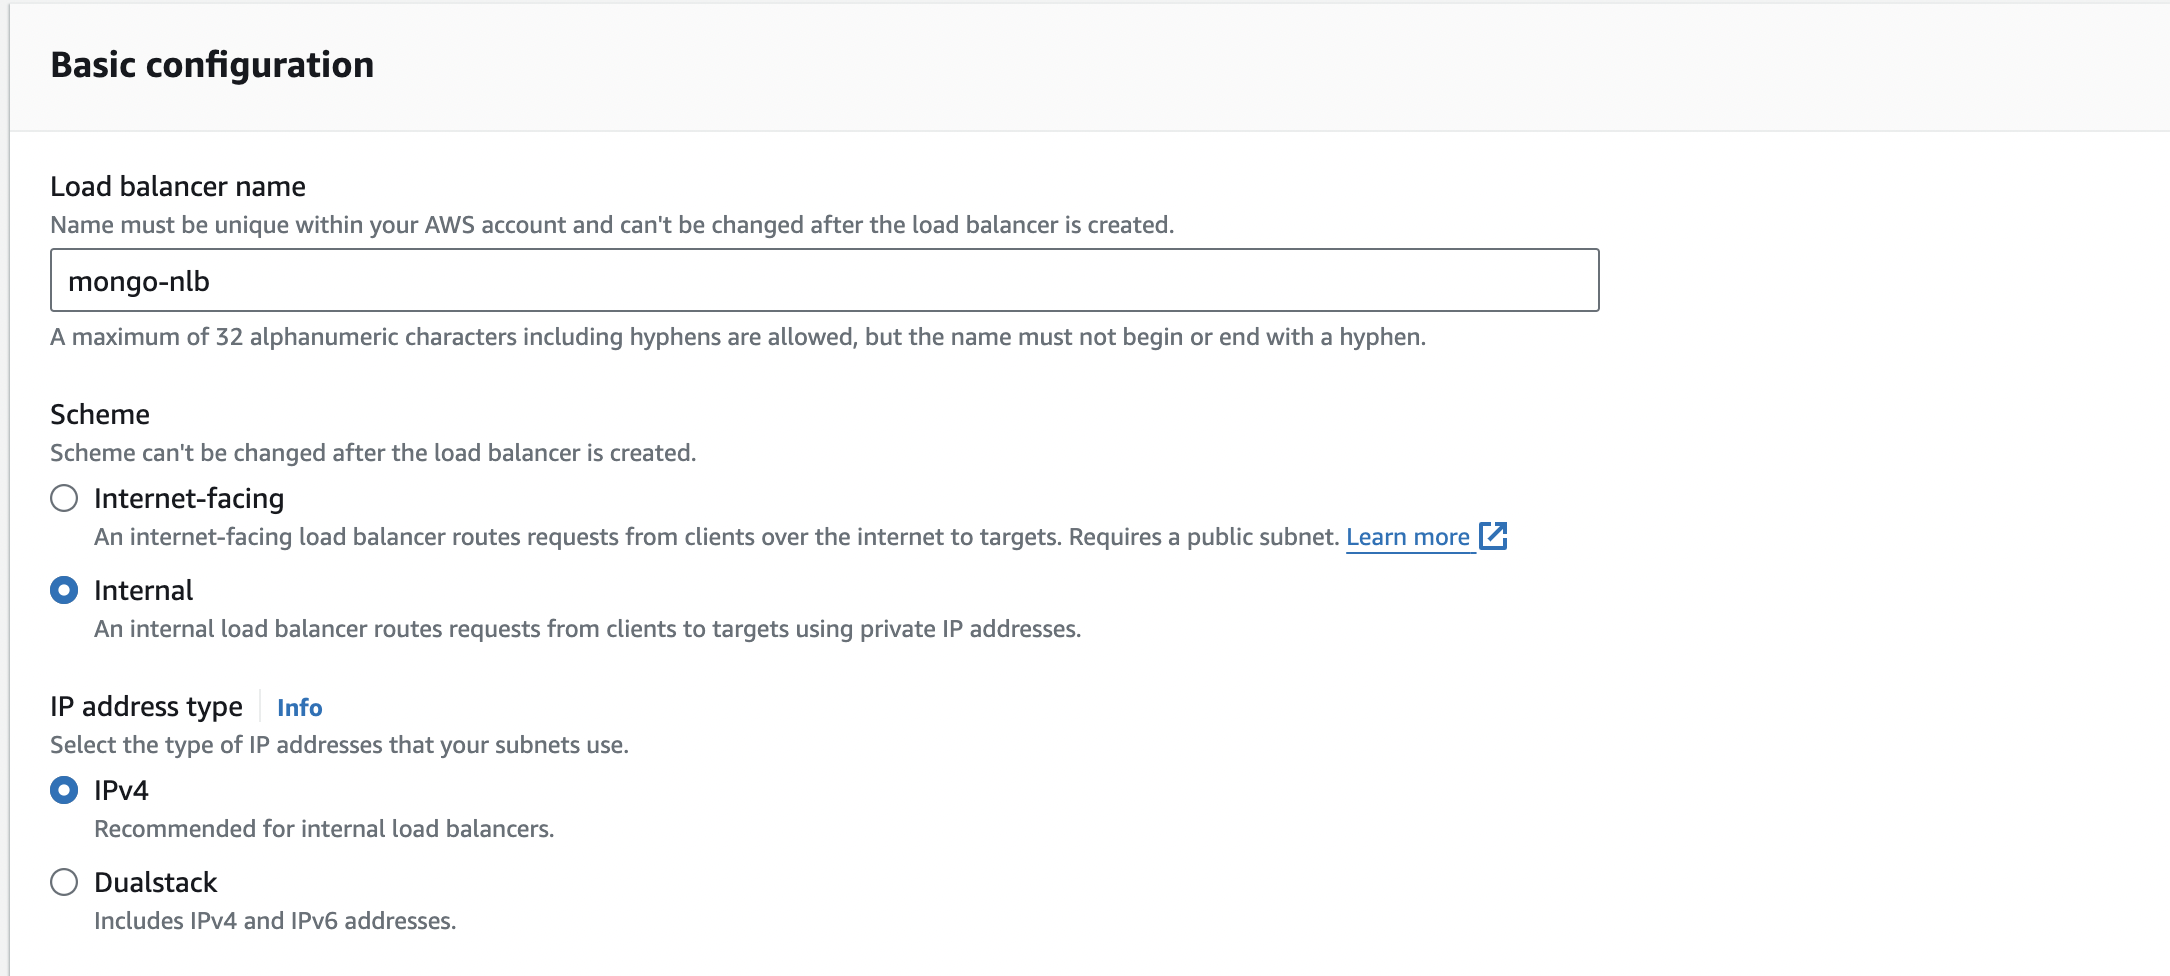 Basic configuration
Load balancer name
Name must be unique within your AWS account and can't be changed after the load balancer is created.
mongo-nlb
A maximum of 32 alphanumeric characters including hyphens are allowed, but the name must not begin or end with a hyphen.
Scheme
Scheme can't be changed after the load balancer is created.
Internet-facing
An internet-facing load balancer routes requests from clients over the internet to targets. Requires a public subnet. Learn more
Internal
An internal load balancer routes requests from clients to targets using private IP addresses.
IP address type Info
Select the type of IP addresses that your subnets use.
IPv4
Recommended for internal load balancers.
Dualstack
Includes IPv4 and IPv6 addresses.